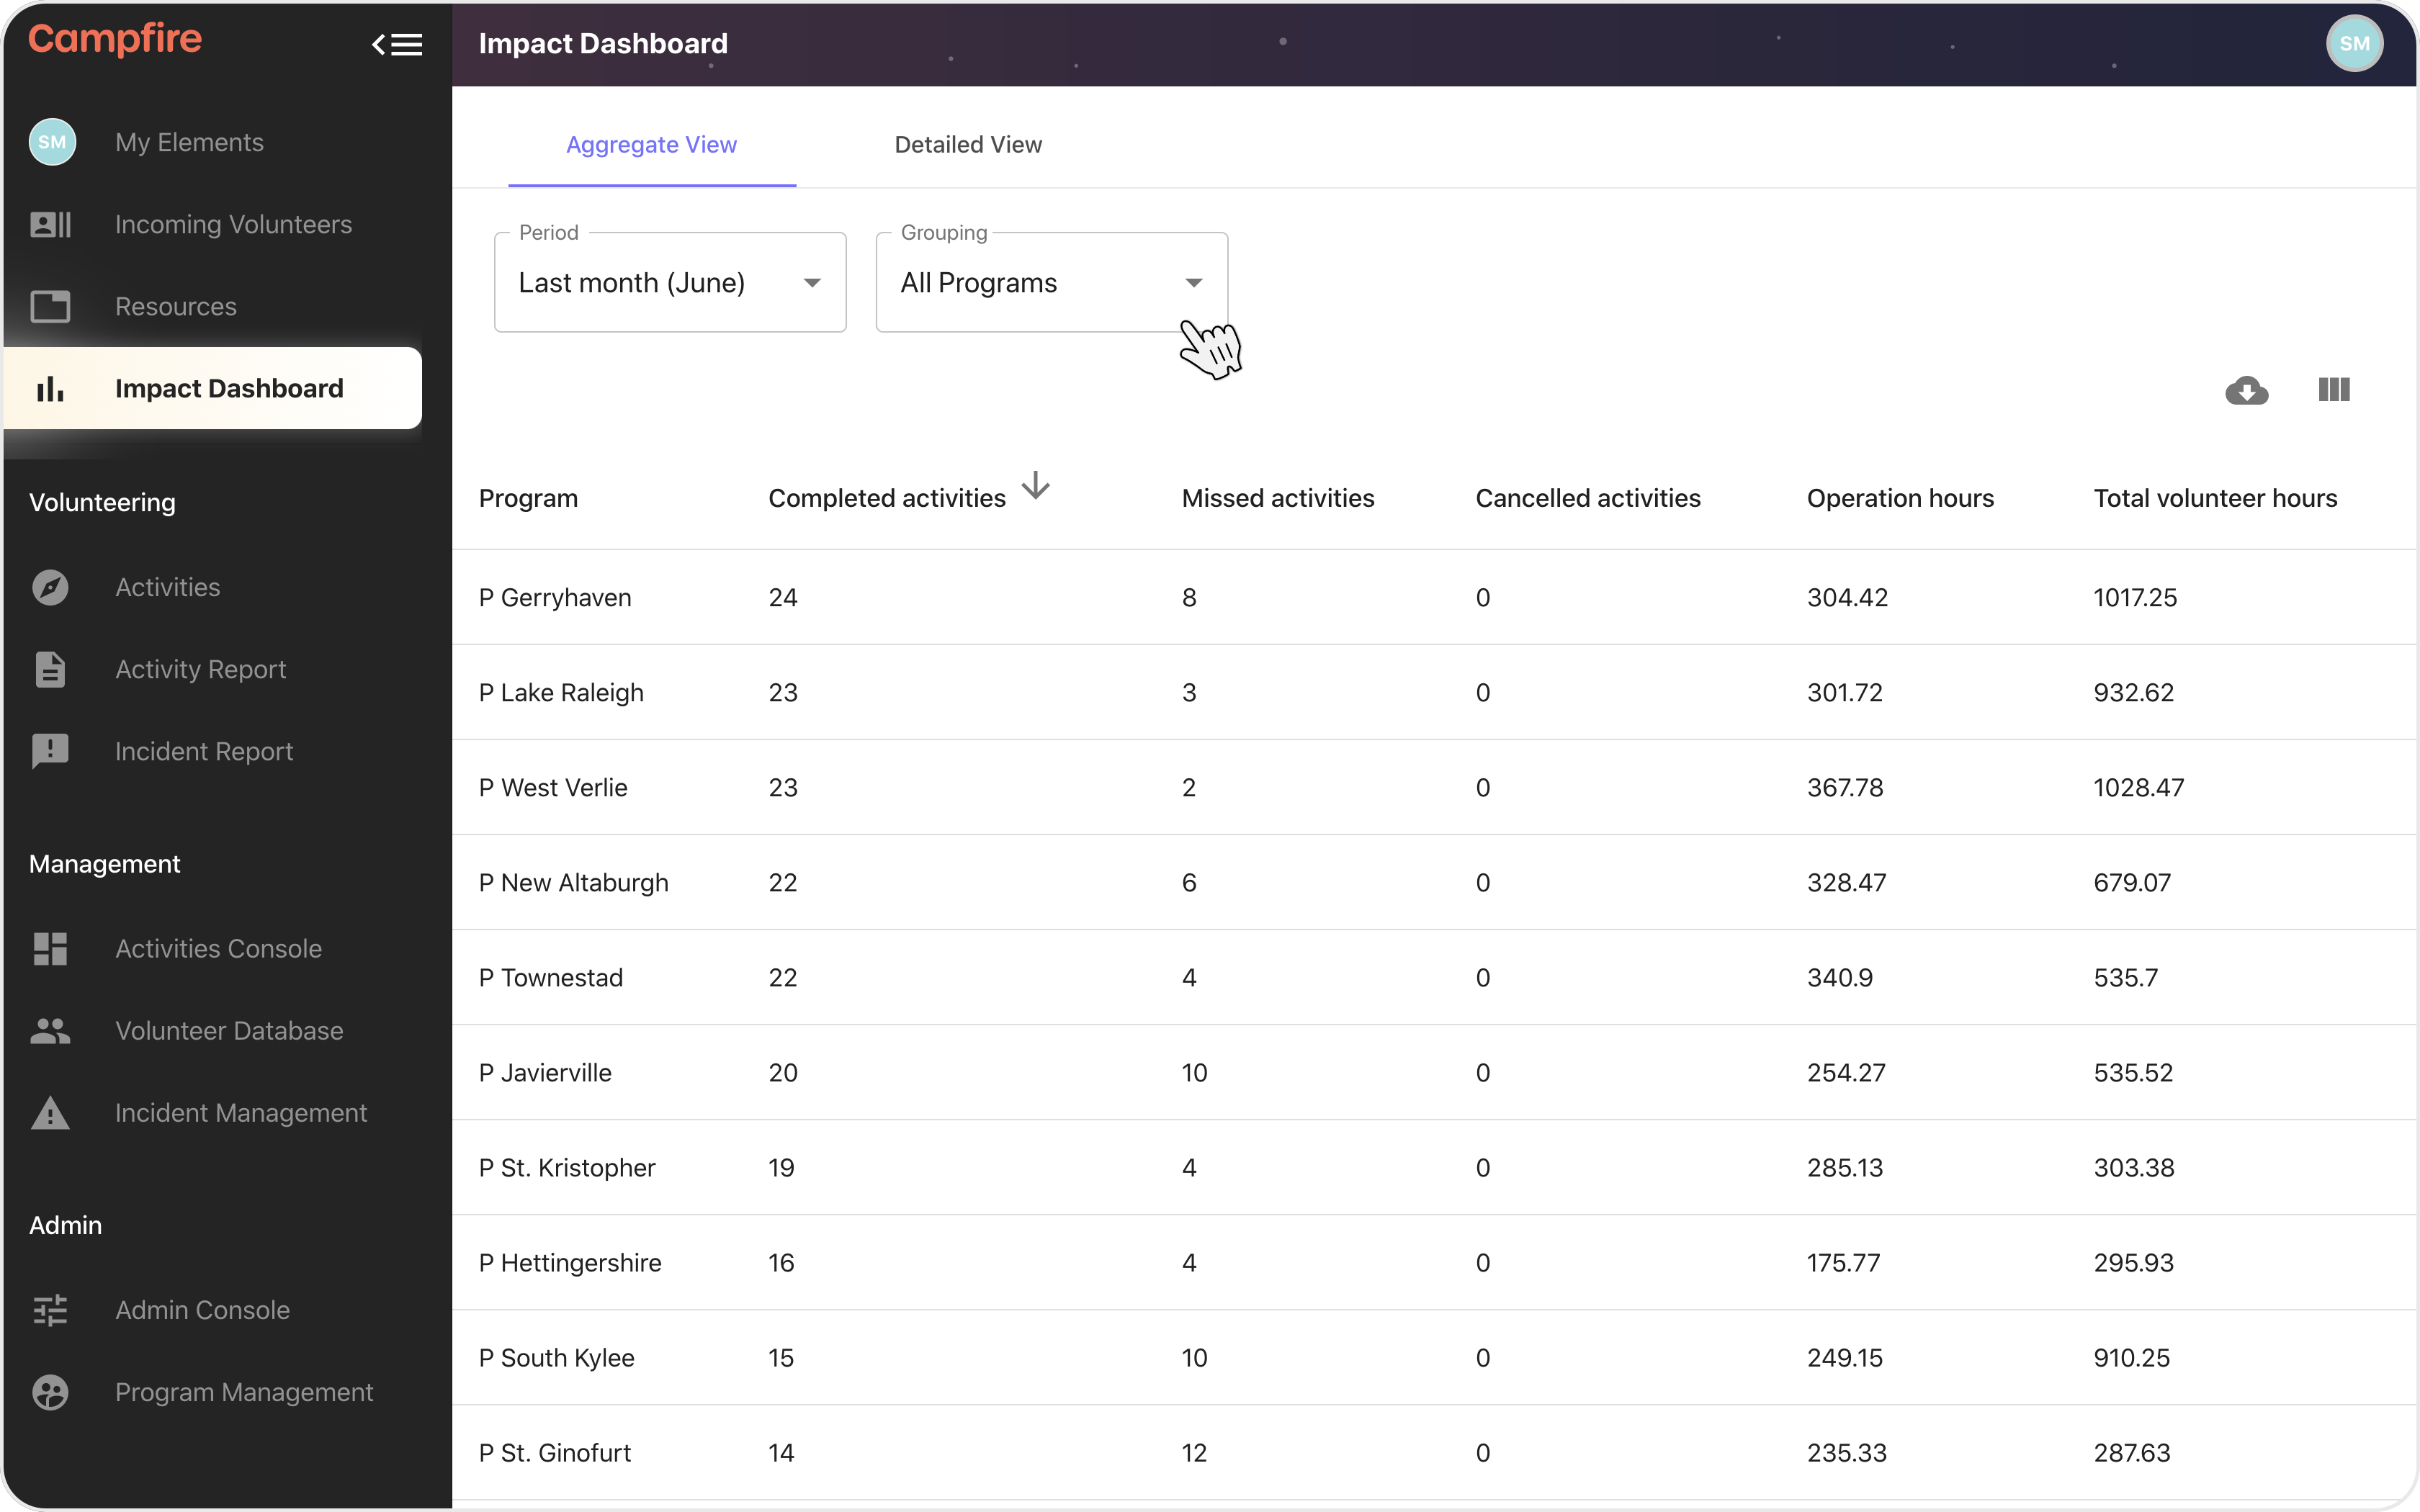 Campfire
SM
My Elements
Incoming Volunteers
Resources
Impact Dashboard
Volunteering
Activities
Activity Report
Incident Report
Management
Activities Console
Volunteer Database
Incident Management
Admin
Admin Console
Program Management
Impact Dashboard
SM
Aggregate View Detailed View
Period
Last month (June)
Grouping
All Programs
Program Completed activities Missed activities Cancelled activities Operation hours Total volunteer hours
P Gerryhaven 24 8 0 304.42 1017.25
P Lake Raleigh 23 3 0 301.72 932.62
P West Verlie 23 2 0 367.78 1028.47
P New Altaburgh 22 6 0 328.47 679.07
P Townestad 22 4 0 340.9 535.7
P Javierville 20 10 0 254.27 535.52
P St. Kristopher 19 4 0 285.13 303.38
P Hettingershire 16 4 0 175.77 295.93
P South Kylee 15 10 0 249.15 910.25
P St. Ginofurt 14 12 0 235.33 287.63